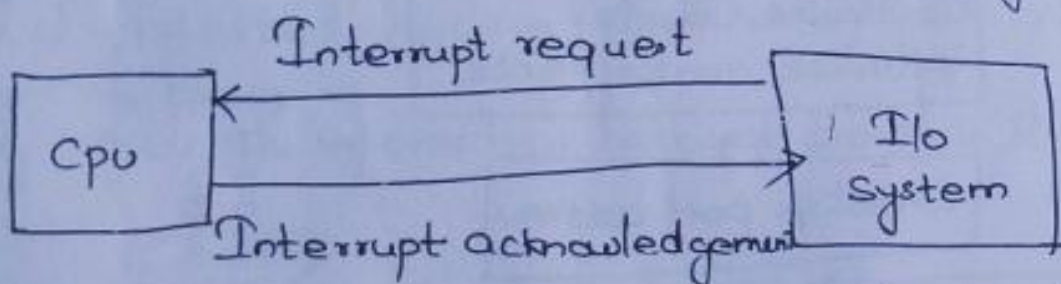 Interrupt request
Cpu
I/o
system
Interrupt acknowledgement